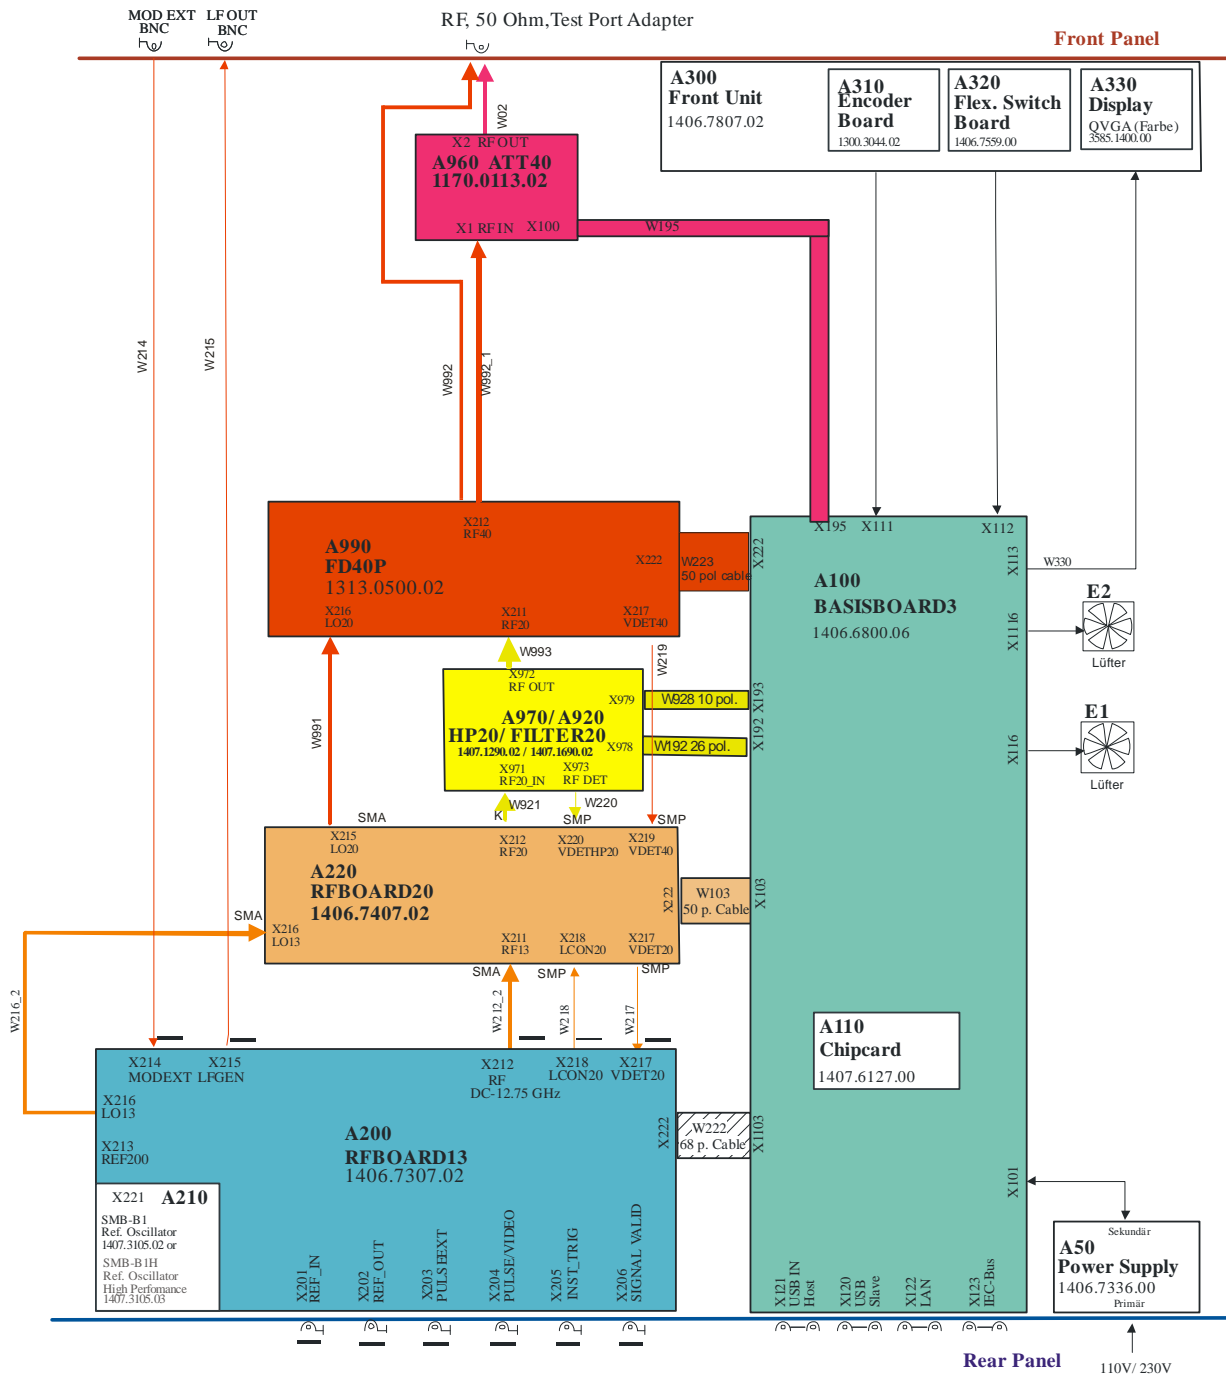 MOD EXT
BNC
LF OUT
BNC
RF, 50 Ohm,Test Port Adapter
Front Panel
A300
Front Unit
1406.7807.02
A310
Encoder
Board
1300.3044.02
A320
Flex. Switch
Board
1406.7559.00
A330
Display
QVGA (Farbe)
3585.1400.00
W02
X2 RF OUT
A960 ATT40
1170.0113.02
X1 RF IN X100
W195
W214
W215
W992
W992_1
X212
RF40
A990
FD40P
1313.0500.02
X222
X216
LO20
X211
RF20
X217
VDET40
W223
50 pol cable
X222
X195
X111
X112
X113
W330
A100
BASISBOARD3
1406.6800.06
X1116
E2
Lüfter
W993
W219
W991
X972
RF OUT
X979
A970/ A920
HP20/ FILTER20
1407.1290.02 / 1407.1690.02
X978
X971
RF20_IN
X973
RF DET
W928 10 pol.
X193
W192 26 pol.
X192
X116
E1
Lüfter
SMA
K
W921
W220
SMP
SMP
X215
LO20
X212
RF20
X220
VDETHP20
X219
VDET40
A220
RFBOARD20
1406.7407.02
X222
W103
50 p. Cable
X103
SMA
X216
LO13
X211
RF13
X218
LCON20
X217
VDET20
SMA
SMP
SMP
W216_2
W212_2
W218
W217
A110
Chipcard
1407.6127.00
X214
MODEXT
X215
LFGEN
X212
RF
DC-12.75 GHz
X218
LCON20
X217
VDET20
X216
LO13
X213
REF200
A200
RFBOARD13
1406.7307.02
X222
W222
68 p. Cable
X1103
X101
X221 A210
SMB-B1
Ref. Oscillator
1407.3105.02 or
SMB-B1H
Ref. Oscillator
High Perfomance
1407.3105.03
X201
REF_IN
X202
REF_OUT
X203
PULSEEXT
X204
PULSE/VIDEO
X205
INST_TRIG
X206
SIGNAL VALID
X121
USB IN
Host
X120
USB
Slave
X122
LAN
X123
IEC-Bus
Sekundär
A50
Power Supply
1406.7336.00
Primär
Rear Panel
110V/ 230V